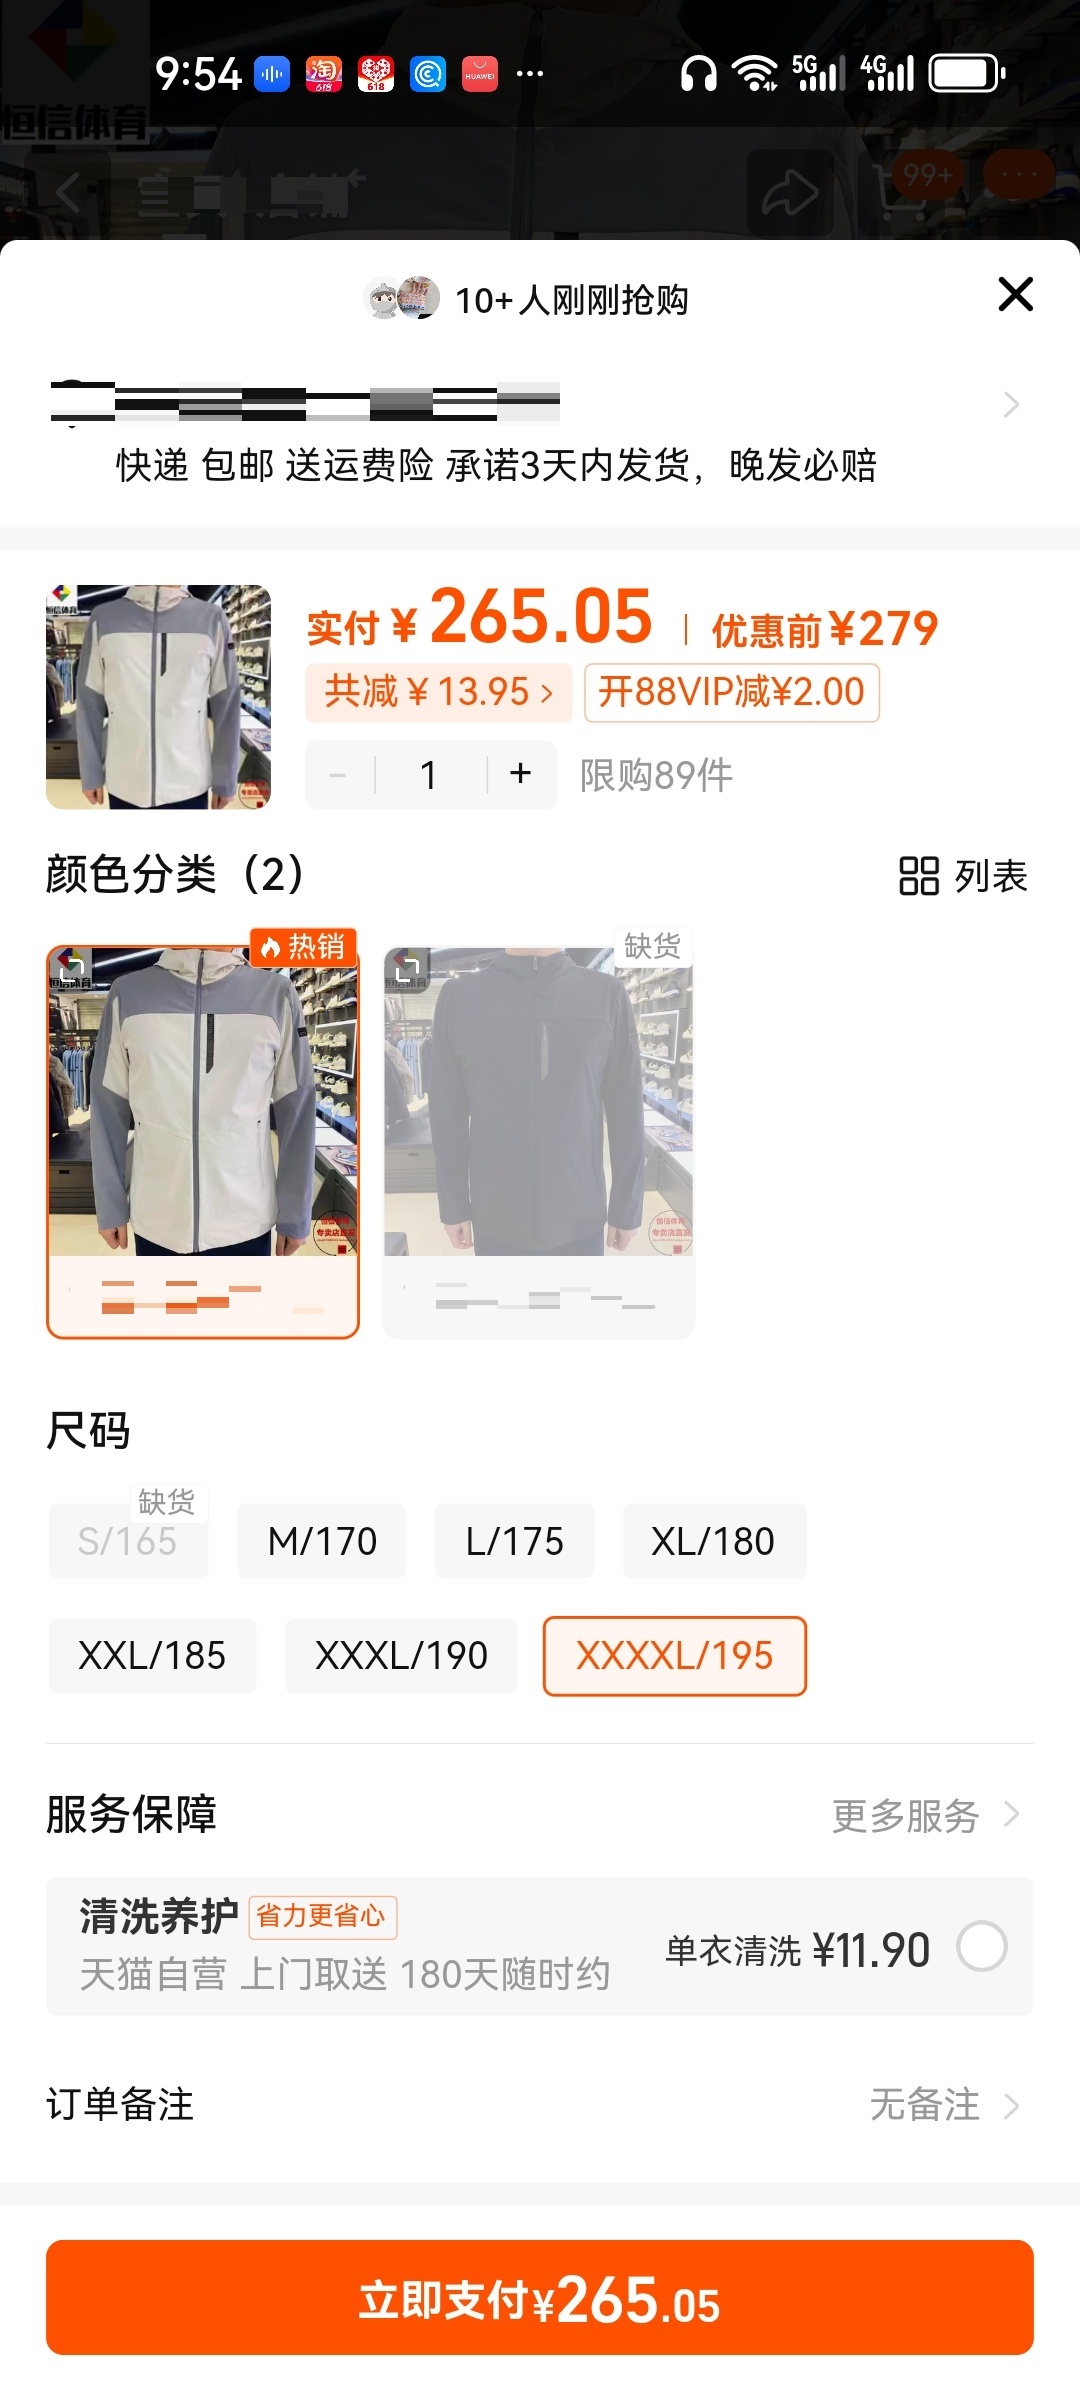 9:54
5G
4G
恒信体育
99+
10+人刚刚抢购
快递 包邮 送运费险 承诺3天内发货，晚发必赔
实付¥265.05 优惠前¥279
共减¥13.95
开88VIP减¥2.00
1
限购89件
颜色分类（2）
列表
热销
缺货
尺码
缺货
S/165
M/170
L/175
XL/180
XXL/185
XXXL/190
XXXXL/195
服务保障
更多服务
清洗养护
省力更省心
天猫自营 上门取送 180天随时约
单衣清洗 ¥11.90
订单备注
无备注
立即支付¥265.05